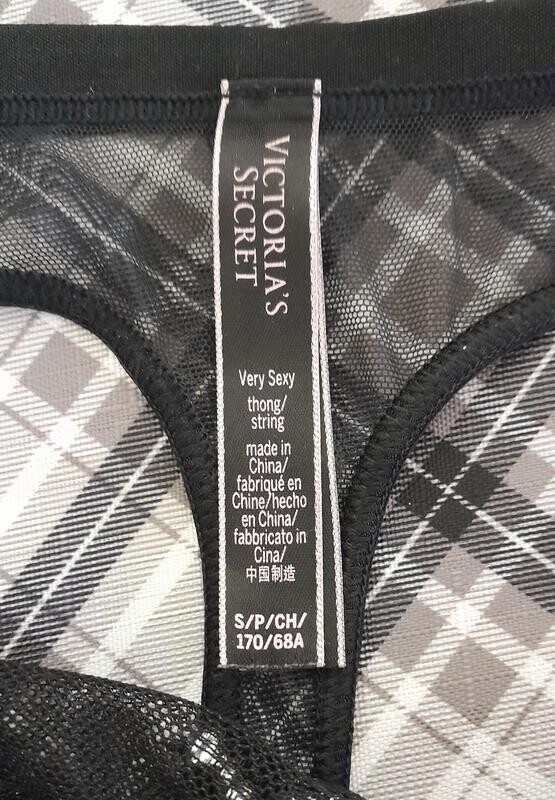 VICTORIA'S
SECRET
Very Sexy
thong/
string
made in
China/
fabriqué en
Chine/hecho
en China/
fabbricato in
Cina/
中国制造
S/P/CH/
170/68A